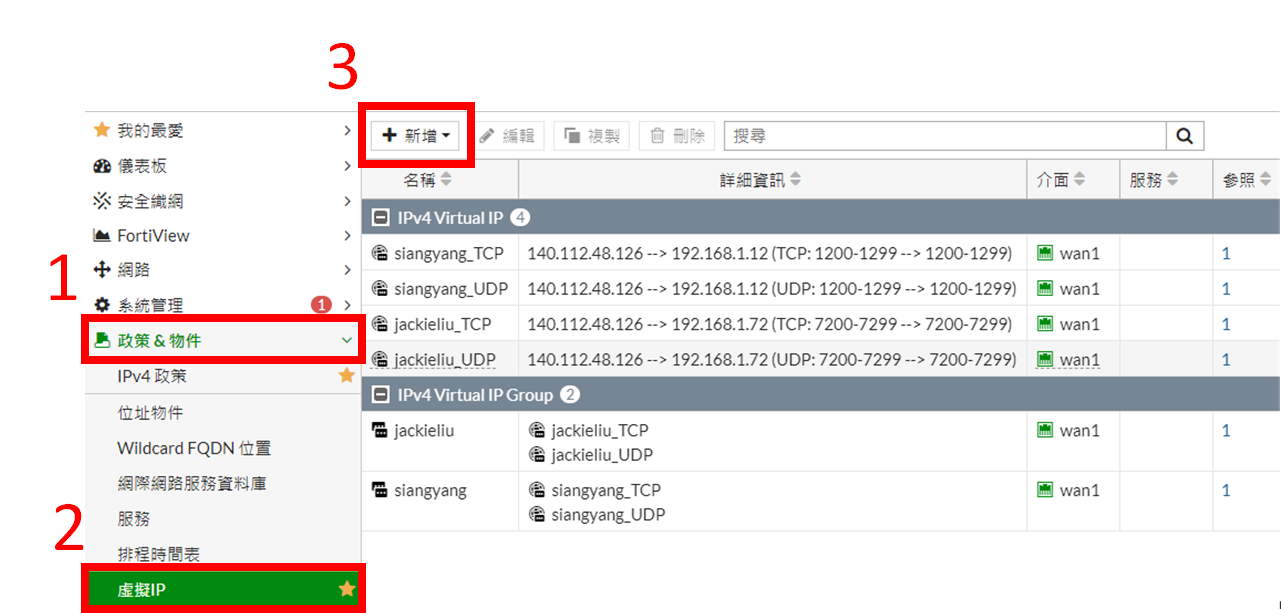 3
新增 編輯 複製 刪除 搜尋
名稱 詳細資訊 介面 服務 參照
IPv4 Virtual IP 4
siangyang_TCP 140.112.48.126 --> 192.168.1.12 (TCP: 1200-1299 --> 1200-1299) wan1 1
siangyang_UDP 140.112.48.126 --> 192.168.1.12 (UDP: 1200-1299 --> 1200-1299) wan1 1
jackieliu_TCP 140.112.48.126 --> 192.168.1.72 (TCP: 7200-7299 --> 7200-7299) wan1 1
jackieliu_UDP 140.112.48.126 --> 192.168.1.72 (UDP: 7200-7299 --> 7200-7299) wan1 1
IPv4 Virtual IP Group 2
jackieliu jackieliu_TCP wan1 1
jackieliu_UDP
siangyang siangyang_TCP wan1 1
siangyang_UDP
我的最愛
儀表板
安全織網
FortiView
網路
1
系統管理 1
政策 & 物件
IPv4 政策
位址物件
Wildcard FQDN 位置
網際網路服務資料庫
服務
2
排程時間表
虛擬IP